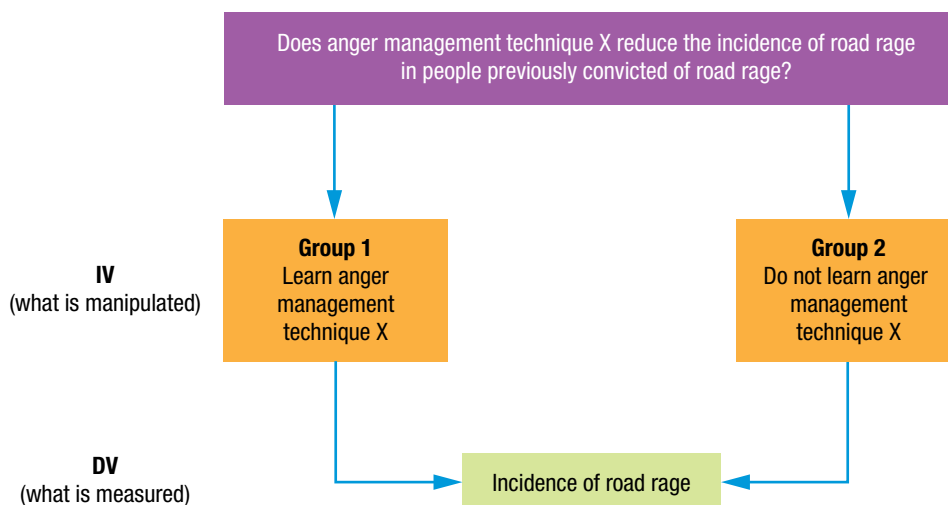 Does anger management technique X reduce the incidence of road rage
in people previously convicted of road rage?
IV
(what is manipulated)
Group 1
Learn anger
management
technique X
Group 2
Do not learn anger
management
technique X
DV
(what is measured)
Incidence of road rage